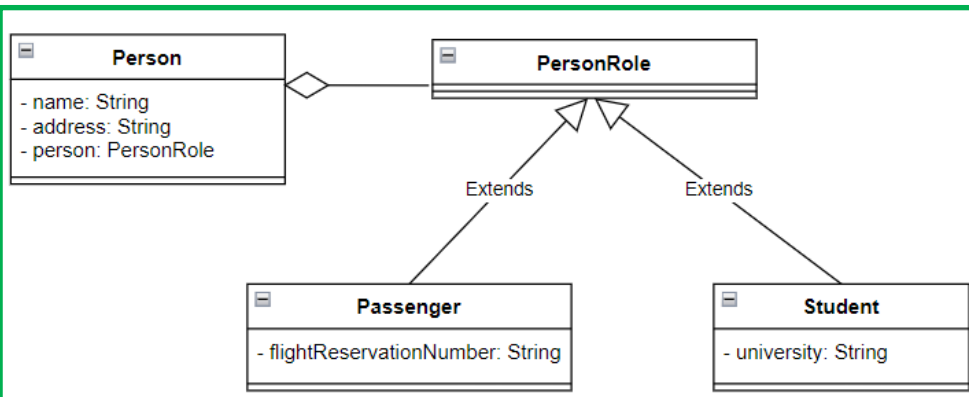 Person
- name: String
- address: String
- person: PersonRole
PersonRole
Extends
Extends
Passenger
- flightReservationNumber: String
Student
- university: String